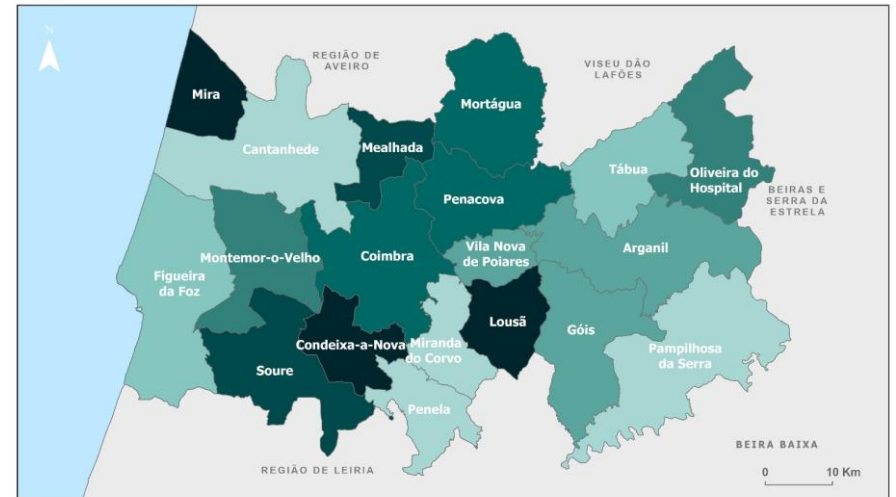 REGIÃO DE
AVEIRO
VISEU DÃO
LAFÕES
Mira
Mortágua
Cantanhede
Mealhada
Tábua
Oliveira do
Hospital
BEIRAS E
SERRA DA
ESTRELA
Penacova
Vila Nova
de Poiares
Arganil
Montemor-o-Velho
Coimbra
Figueira
da Foz
Lousã
Góis
Condeixa-a-Nova
Miranda
do Corvo
Pampilhosa
da Serra
Soure
Penela
BEIRA BAIXA
REGIÃO DE LEIRIA
0 10 Km